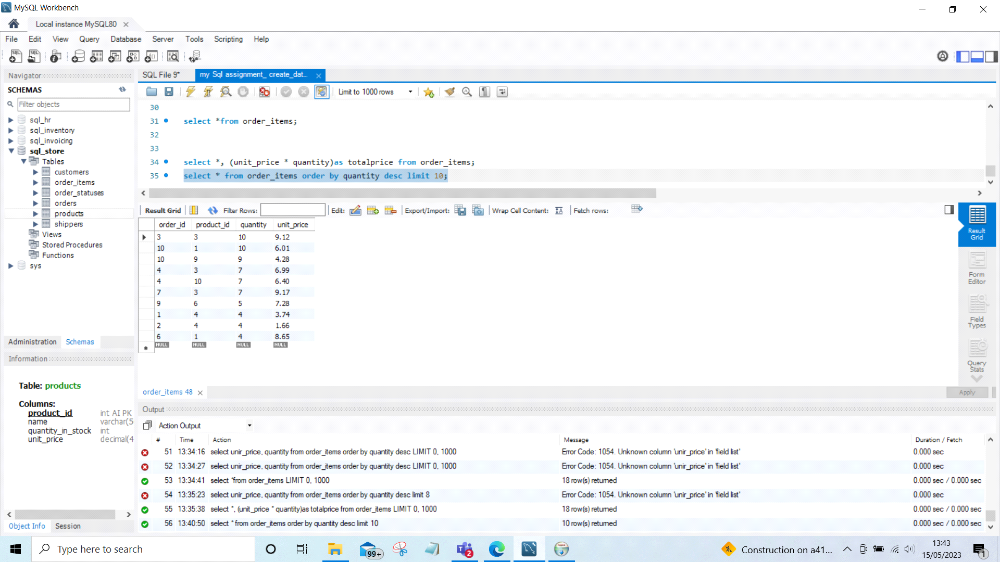 MySQL Workbench
Local instance MySQL80
File Edit View Query Database Server Tools Scripting Help
Navigator
SCHEMAS
Filter objects
sql_hr
sql_inventory
sql_invoicing
sql_store
Tables
customers
order_items
order_statuses
orders
products
shippers
Views
Stored Procedures
Functions
sys
Administration Schemas
Information
Table: products
Columns:
product_id int AI PK
name varchar(5
quantity_in_stock int
unit_price decimal(4
Object Info Session
SQL File 9* my Sql assignment_ create_dat...
Limit to 1000 rows
30
31 select *from order_items;
32
33
34 select *, (unit_price * quantity)as totalprice from order_items;
35 select * from order_items order by quantity desc limit 10;
Result Grid Filter Rows: Edit: Export/Import: Wrap Cell Content: Fetch rows:
order_id product_id quantity unit_price
3 3 10 9.12
10 1 10 6.01
10 9 9 4.28
4 3 7 6.99
4 10 7 6.40
7 3 7 9.17
9 6 5 7.28
1 4 4 3.74
2 4 4 1.66
6 1 4 8.65
NULL NULL NULL NULL
Result
Grid
Form
Editor
Field
Types
Query
Stats
order_items 48
Apply
Output
Action Output
# Time Action Message Duration / Fetch
51 13:34:16 select unir_price, quantity from order_items order by quantity desc LIMIT 0, 1000 Error Code: 1054. Unknown column 'unir_price' in 'field list' 0.000 sec
52 13:34:27 select unir_price, quantity from order_items order by quantity desc LIMIT 0, 1000 Error Code: 1054. Unknown column 'unir_price' in 'field list' 0.000 sec
53 13:34:41 select *from order_items LIMIT 0, 1000 18 row(s) returned 0.000 sec / 0.000 sec
54 13:35:23 select unir_price, quantity from order_items order by quantity desc limit 8 Error Code: 1054. Unknown column 'unir_price' in 'field list' 0.000 sec
55 13:35:38 select *, (unit_price * quantity)as totalprice from order_items LIMIT 0, 1000 18 row(s) returned 0.000 sec / 0.000 sec
56 13:40:50 select * from order_items order by quantity desc limit 10 10 row(s) returned 0.000 sec / 0.000 sec
Type here to search
99+
2
Construction on a41...
13:43
15/05/2023
1